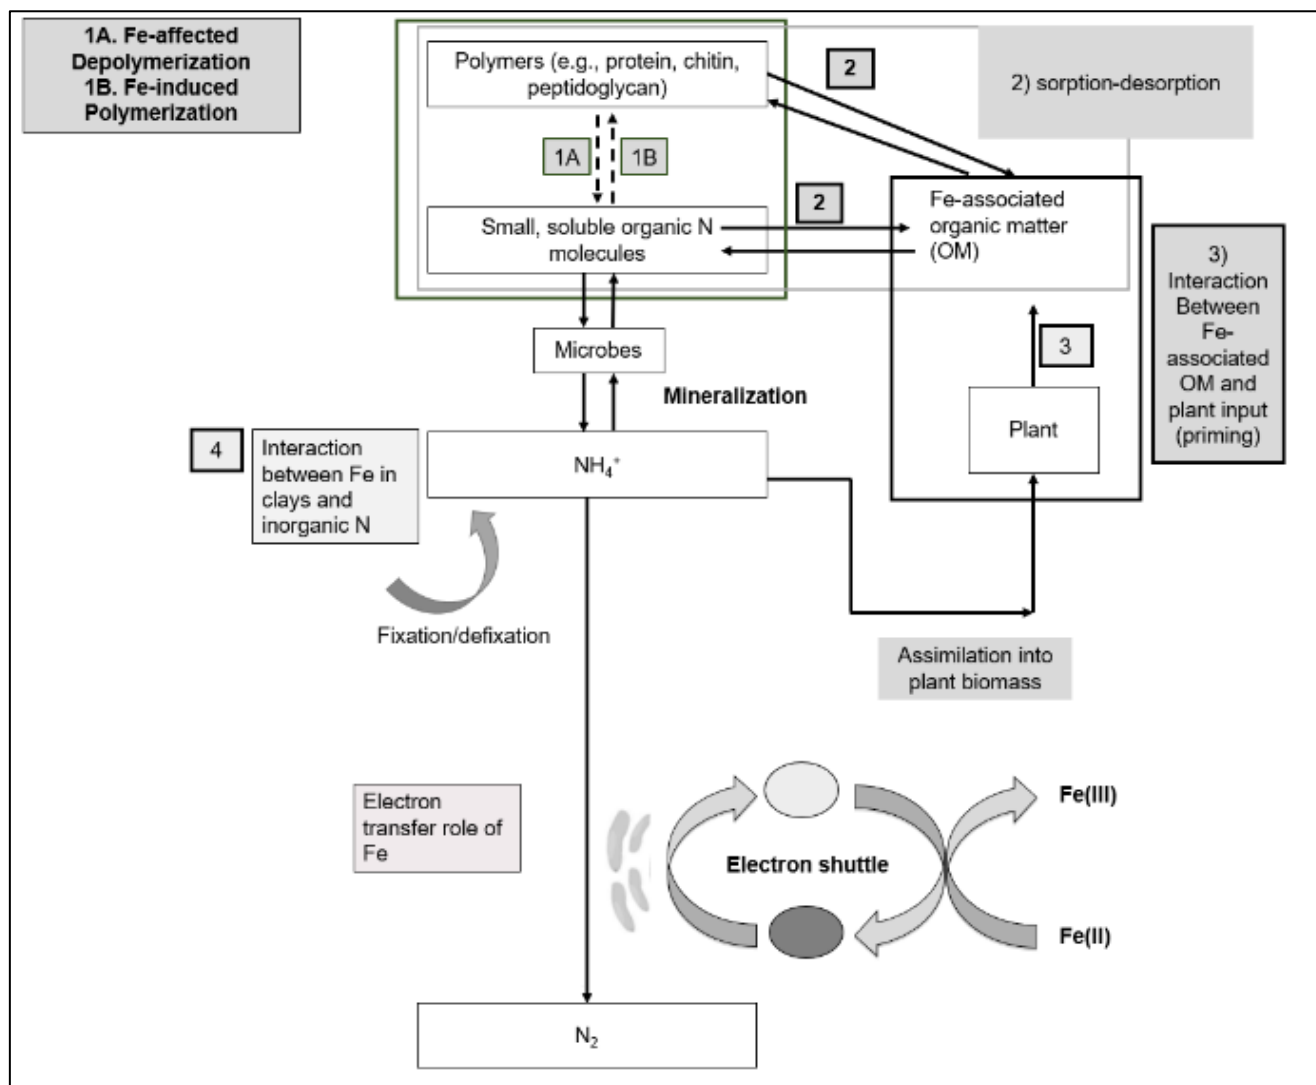 1A. Fe-affected
Depolymerization
1B. Fe-induced
Polymerization
Polymers (e.g., protein, chitin,
peptidoglycan)
2
2) sorption-desorption
1A
1B
Small, soluble organic N
molecules
2
Fe-associated
organic matter
(OM)
3)
Interaction
Between
Fe-
associated
OM and
plant input
(priming)
3
Microbes
Mineralization
Plant
4
Interaction
between Fe in
clays and
inorganic N
NH₄⁺
Fixation/defixation
Assimilation into
plant biomass
Electron
transfer role of
Fe
Electron shuttle
Fe(III)
Fe(II)
N₂